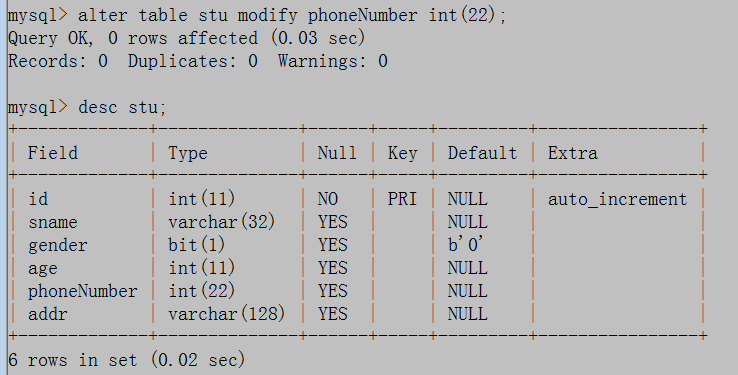 mysql> alter table stu modify phoneNumber int(22);
Query OK, 0 rows affected (0.03 sec)
Records: 0  Duplicates: 0  Warnings: 0

mysql> desc stu;
+-------------+--------------+------+-----+---------+----------------+
| Field       | Type         | Null | Key | Default | Extra          |
+-------------+--------------+------+-----+---------+----------------+
| id          | int(11)      | NO   | PRI | NULL    | auto_increment |
| sname       | varchar(32)  | YES  |     | NULL    |                |
| gender      | bit(1)       | YES  |     | b'0'    |                |
| age         | int(11)      | YES  |     | NULL    |                |
| phoneNumber | int(22)      | YES  |     | NULL    |                |
| addr        | varchar(128) | YES  |     | NULL    |                |
+-------------+--------------+------+-----+---------+----------------+
6 rows in set (0.02 sec)